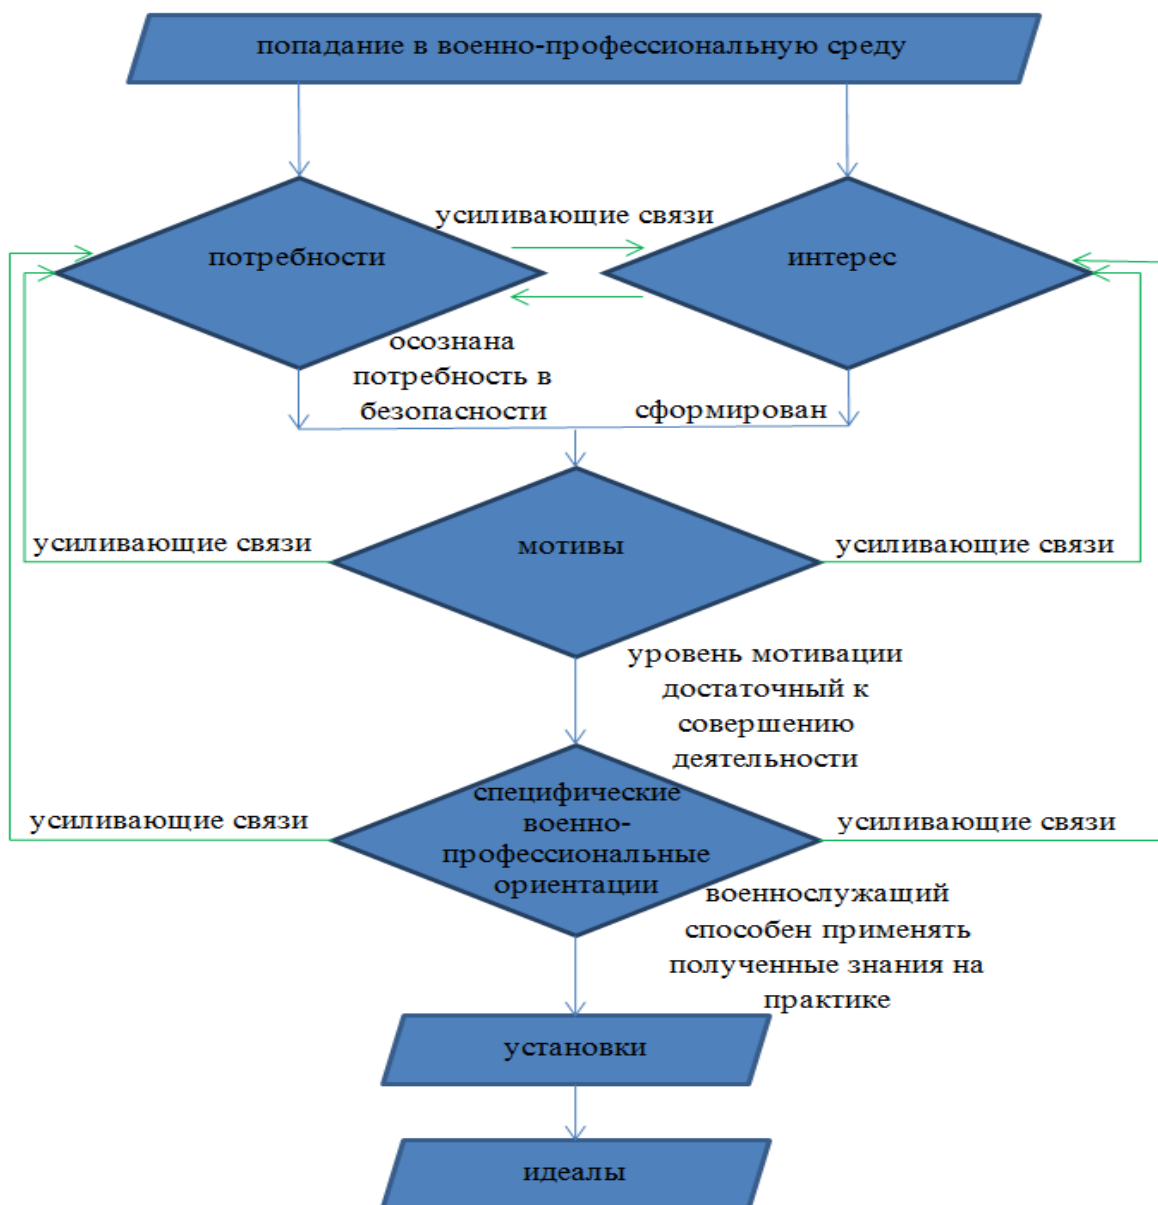 попадание в военно-профессиональную среду
усиливающие связи
потребности
интерес
осознана
потребность в
безопасности
сформирован
усиливающие связи
мотивы
усиливающие связи
уровень мотивации
достаточный к
совершению
деятельности
усиливающие связи
специфические
военно-
профессиональные
ориентации
усиливающие связи
военнослужащий
способен применять
полученные знания на
практике
установки
идеалы